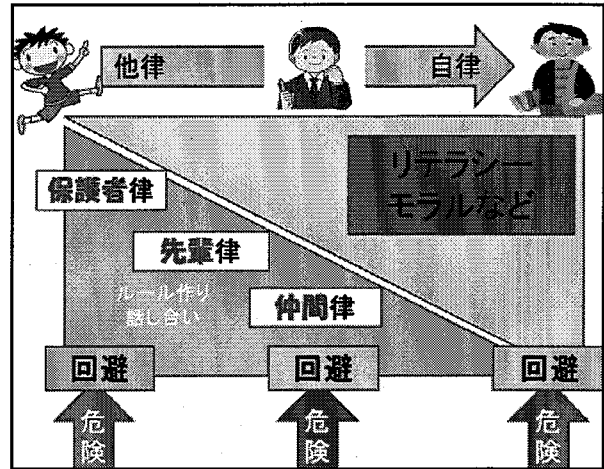 他律
自律
リテラシー
モラルなど
保護者律
先輩律
ルール作り
話し合い
仲間律
回避
回避
回避
危険
危険
危険